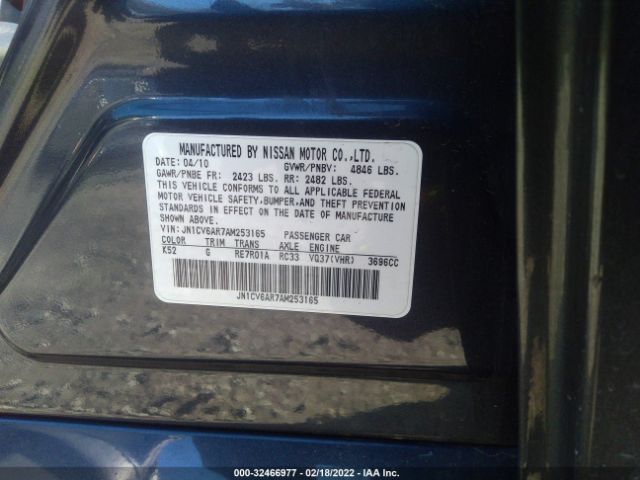 MANUFACTURED BY NISSAN MOTOR CO.,LTD.
DATE: 04/10 GVWR/PNBV: 4846 LBS.
GAWR/PNBE FR: 2423 LBS. RR: 2482 LBS.
THIS VEHICLE CONFORMS TO ALL APPLICABLE FEDERAL
MOTOR VEHICLE SAFETY,BUMPER,AND THEFT PREVENTION
STANDARDS IN EFFECT ON THE DATE OF MANUFACTURE
SHOWN ABOVE.
VIN: JN1CV6AR7AM253165 PASSENGER CAR
COLOR TRIM TRANS AXLE ENGINE
K52 G RE7R01A RC33 VQ37(VHR) 3696CC
JN1CV6AR7AM253165
000-32466977 - 02/18/2022 - IAA Inc.